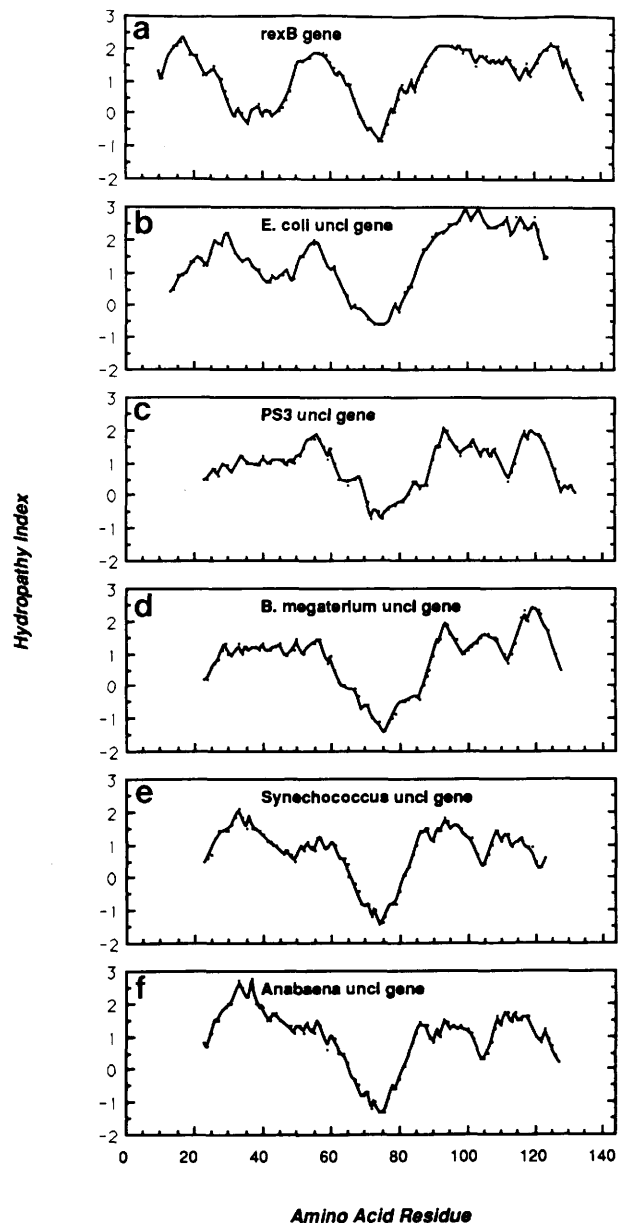 a
rexB gene
3
2
1
0
-1
-2
b
E. coli uncI gene
3
2
1
0
-1
-2
c
PS3 uncI gene
3
2
1
0
-1
-2
d
B. megaterium uncI gene
3
2
1
0
-1
-2
e
Synechococcus uncI gene
3
2
1
0
-1
-2
f
Anabaena uncI gene
3
2
1
0
-1
-2
Hydropathy Index
0 20 40 60 80 100 120 140
Amino Acid Residue